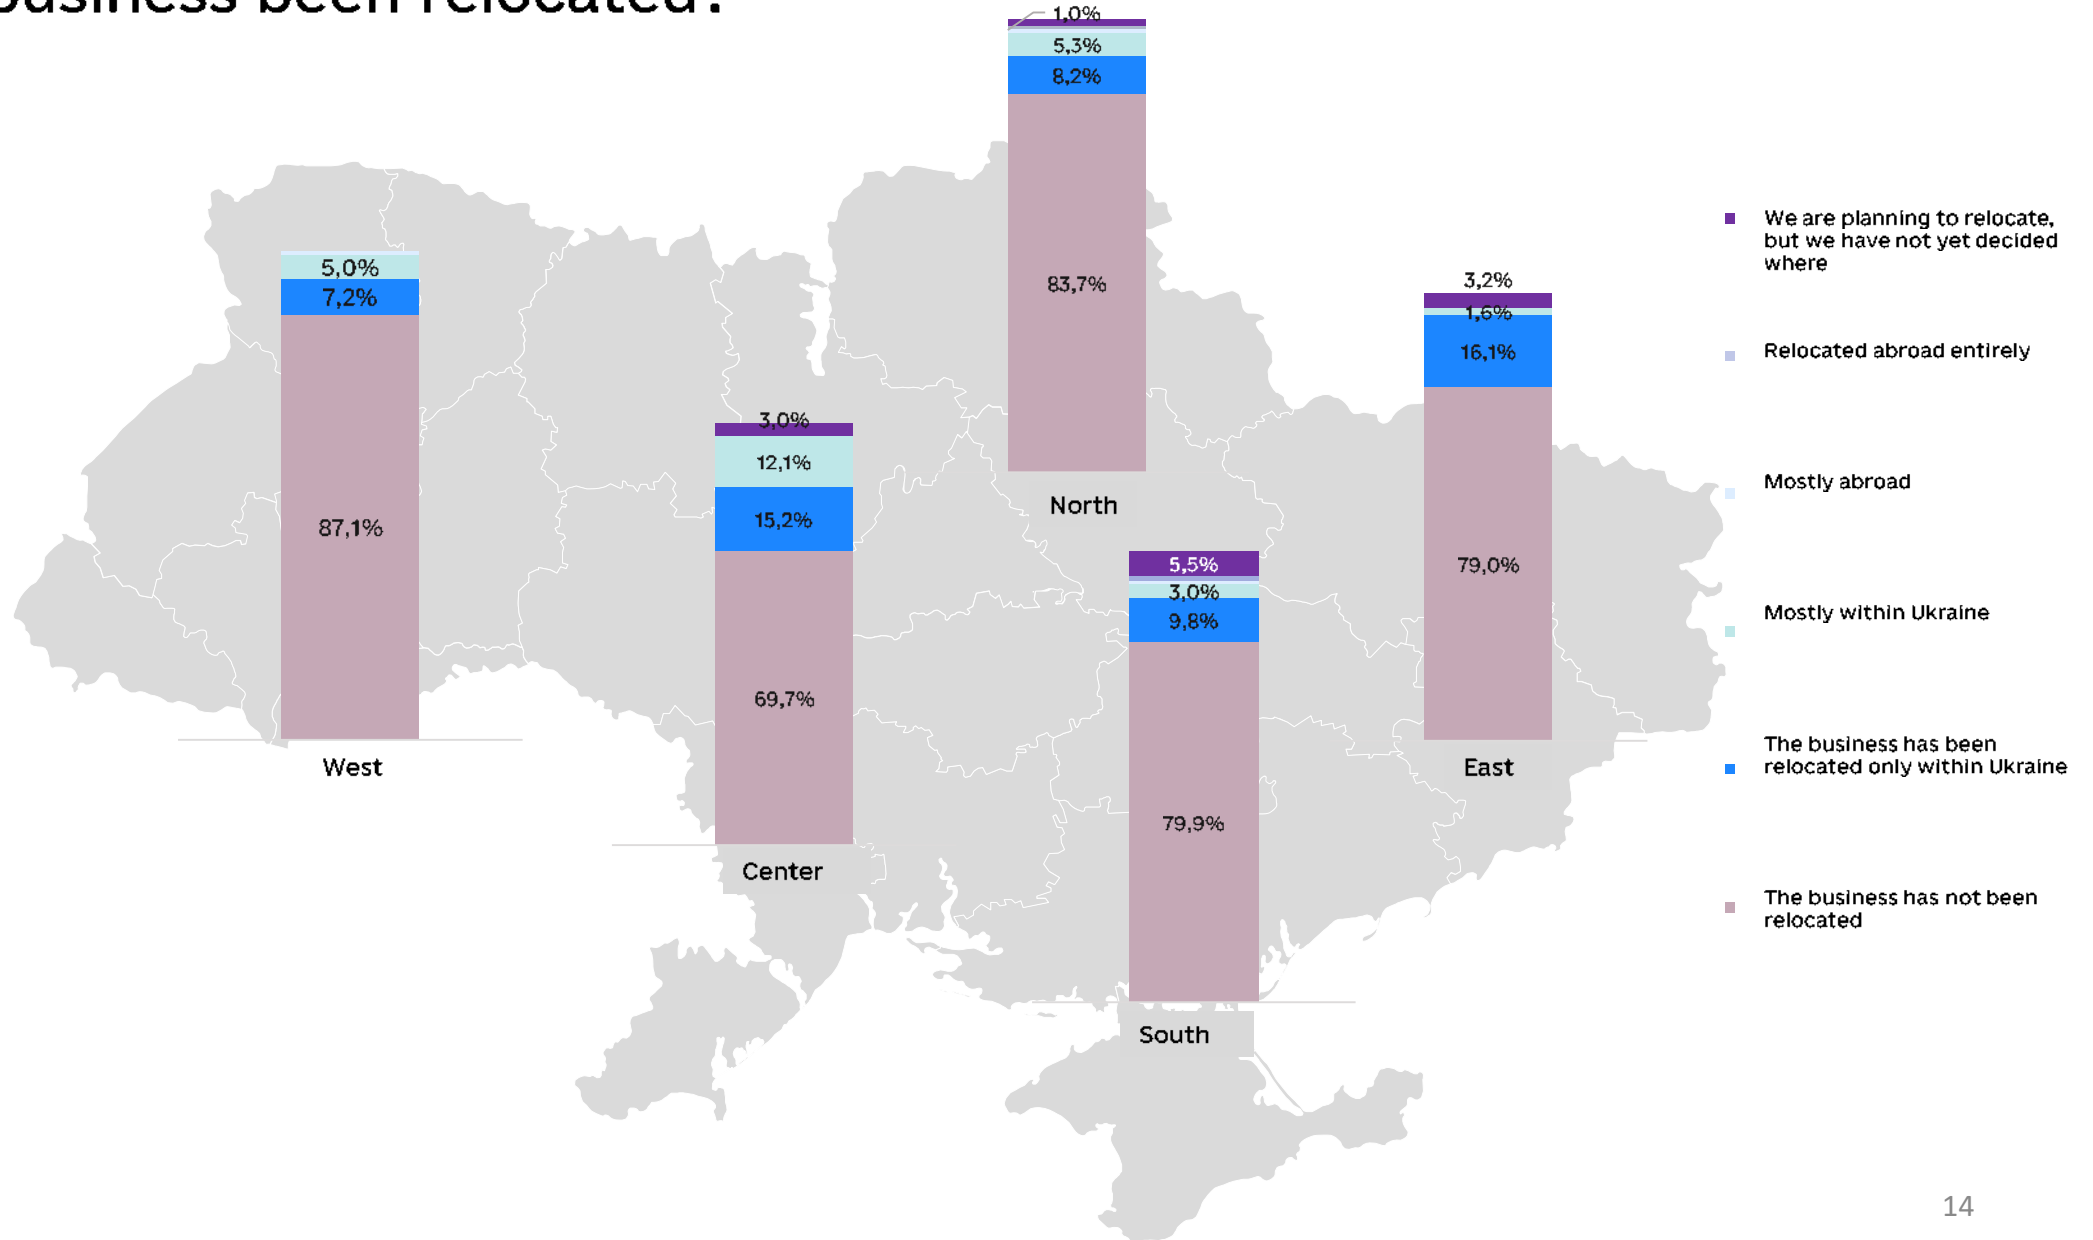 business been relocated?
1,0%
5,3%
8,2%
83,7%
North
5,0%
7,2%
87,1%
West
3,0%
12,1%
15,2%
69,7%
Center
5,5%
3,0%
9,8%
79,9%
South
3,2%
1,6%
16,1%
79,0%
East
We are planning to relocate,
but we have not yet decided
where
Relocated abroad entirely
Mostly abroad
Mostly within Ukraine
The business has been
relocated only within Ukraine
The business has not been
relocated
14